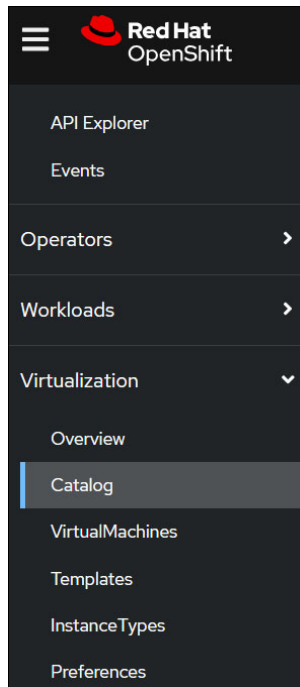 Red Hat
OpenShift
API Explorer
Events
Operators
Workloads
Virtualization
Overview
Catalog
VirtualMachines
Templates
InstanceTypes
Preferences